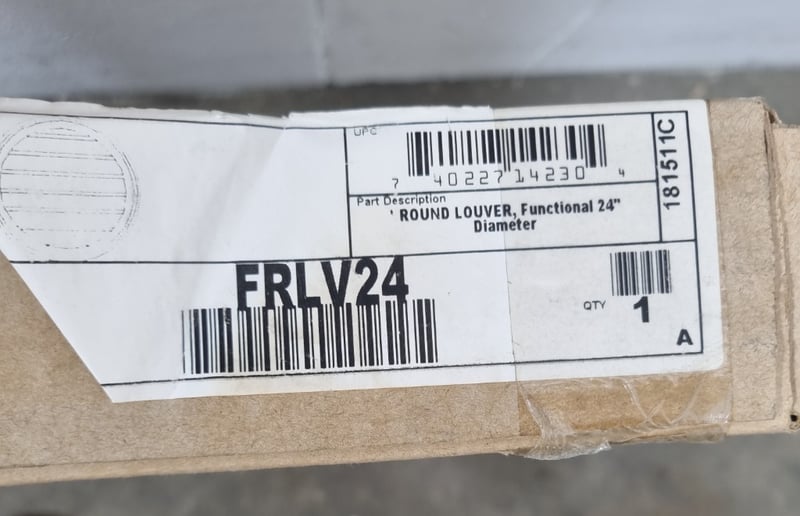 UPC
7 40227 14230 4
181511C
Part Description
' ROUND LOUVER, Functional 24"
Diameter
FRLV24
QTY 1
A